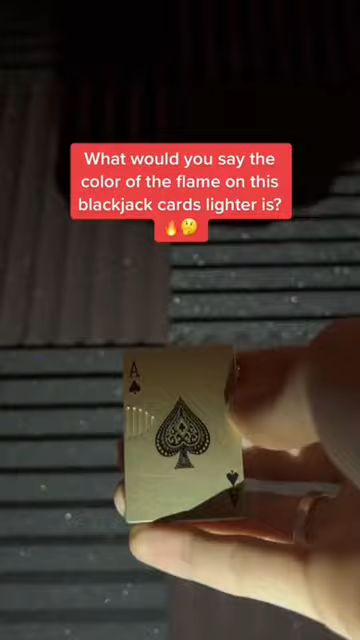 What would you say the
color of the flame on this
blackjack cards lighter is?
🔥🤔
A
A